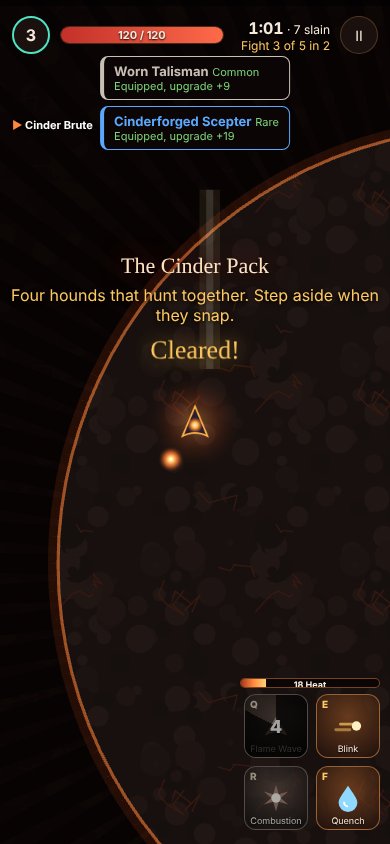 3
120 / 120
1:01 · 7 slain
Fight 3 of 5 in 2
Worn Talisman Common
Equipped, upgrade +9
Cinder Brute
Cinderforged Scepter Rare
Equipped, upgrade +19
The Cinder Pack
Four hounds that hunt together. Step aside when
they snap.
Cleared!
18 Heat
Q
4
Flame Wave
E
Blink
R
Combustion
F
Quench